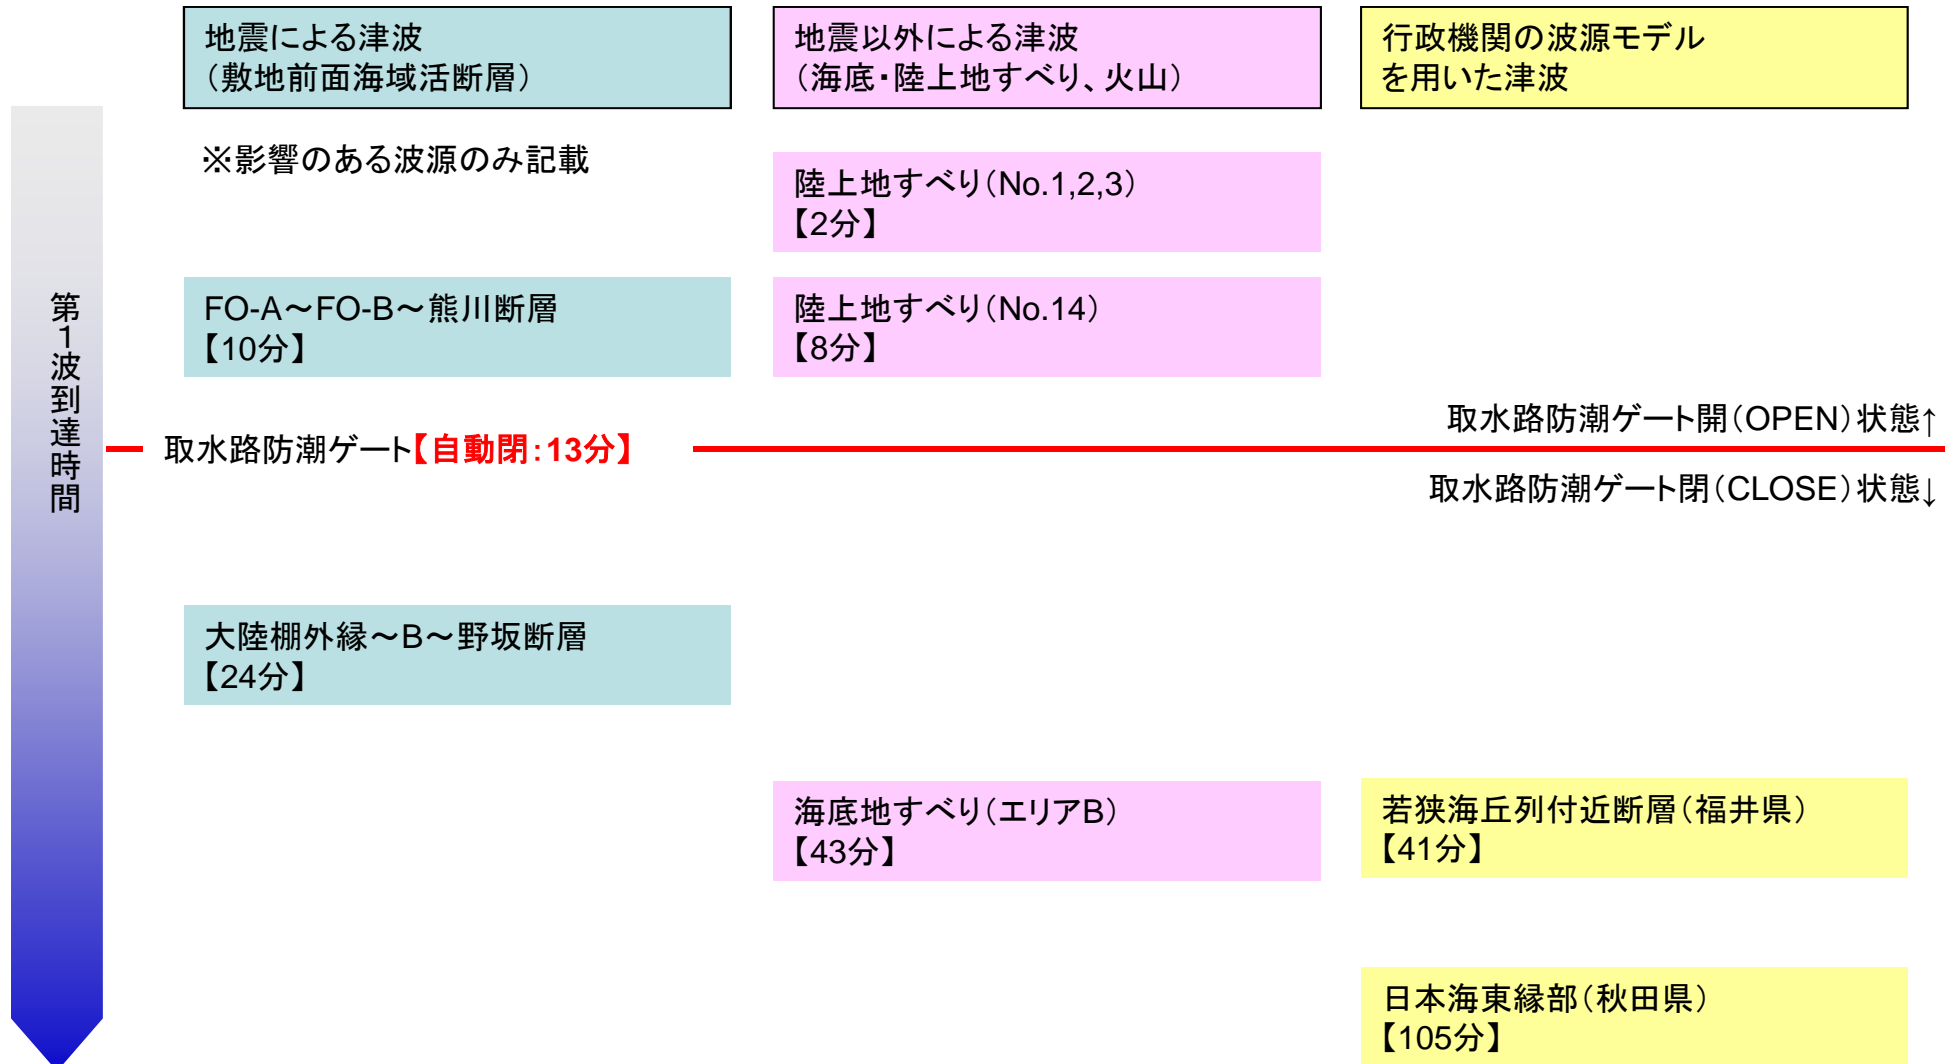 地震による津波
（敷地前面海域活断層）
地震以外による津波
（海底・陸上地すべり、火山）
行政機関の波源モデル
を用いた津波
※影響のある波源のみ記載
陸上地すべり（No.1,2,3）
【2分】
第1波到達時間
FO-A～FO-B～熊川断層
【10分】
陸上地すべり（No.14）
【8分】
取水路防潮ゲート開（OPEN）状態↑
取水路防潮ゲート【自動閉：13分】
取水路防潮ゲート閉（CLOSE）状態↓
大陸棚外縁～B～野坂断層
【24分】
海底地すべり（エリアB）
【43分】
若狭海丘列付近断層（福井県）
【41分】
日本海東縁部（秋田県）
【105分】